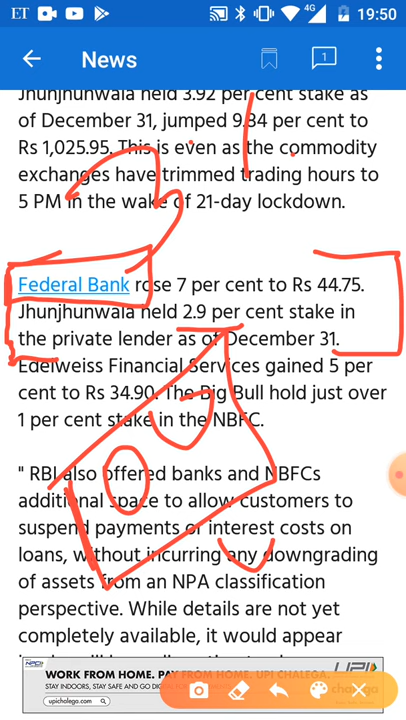 ET 4G 19:50
News 1
Jhunjhunwala held 3.92 per cent stake as
of December 31, jumped 9.84 per cent to
Rs 1,025.95. This is even as the commodity
exchanges have trimmed trading hours to
5 PM in the wake of 21-day lockdown.
Federal Bank rose 7 per cent to Rs 44.75.
Jhunjhunwala held 2.9 per cent stake in
the private lender as of December 31.
Edelweiss Financial Services gained 5 per
cent to Rs 34.90. The Big Bull hold just over
1 per cent stake in the NBFC.
" RBI also offered banks and NBFCs
additional space to allow customers to
suspend payments or interest costs on
loans, without incurring any downgrading
of assets from an NPA classification
perspective. While details are not yet
completely available, it would appear
NPCI
WORK FROM HOME. PAY FROM HOME. UPI CHALEGA.
UPI
STAY INDOORS, STAY SAFE AND GO
chalega
upichalega.com